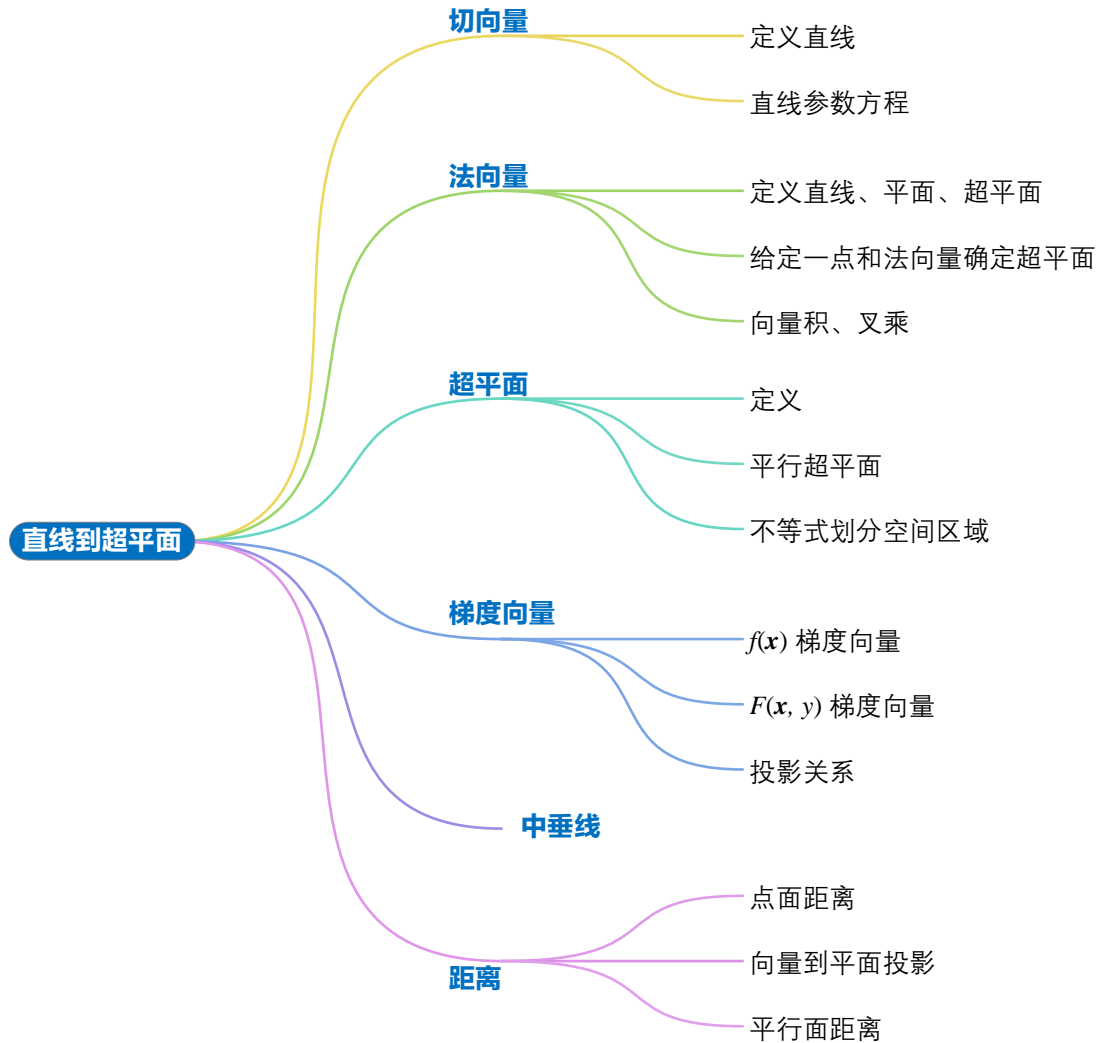 切向量
定义直线
直线参数方程
法向量
定义直线、平面、超平面
给定一点和法向量确定超平面
向量积、叉乘
超平面
定义
平行超平面
不等式划分空间区域
直线到超平面
梯度向量
f(x) 梯度向量
F(x, y) 梯度向量
投影关系
中垂线
距离
点面距离
向量到平面投影
平行面距离